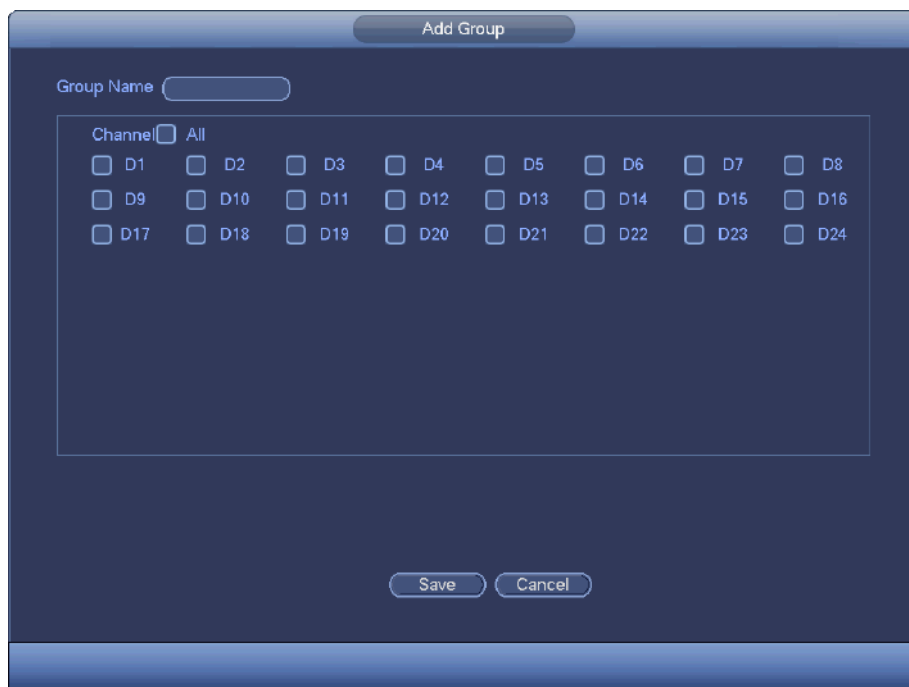 Add Group
Group Name
Channel All
D1 D2 D3 D4 D5 D6 D7 D8
D9 D10 D11 D12 D13 D14 D15 D16
D17 D18 D19 D20 D21 D22 D23 D24
Save Cancel